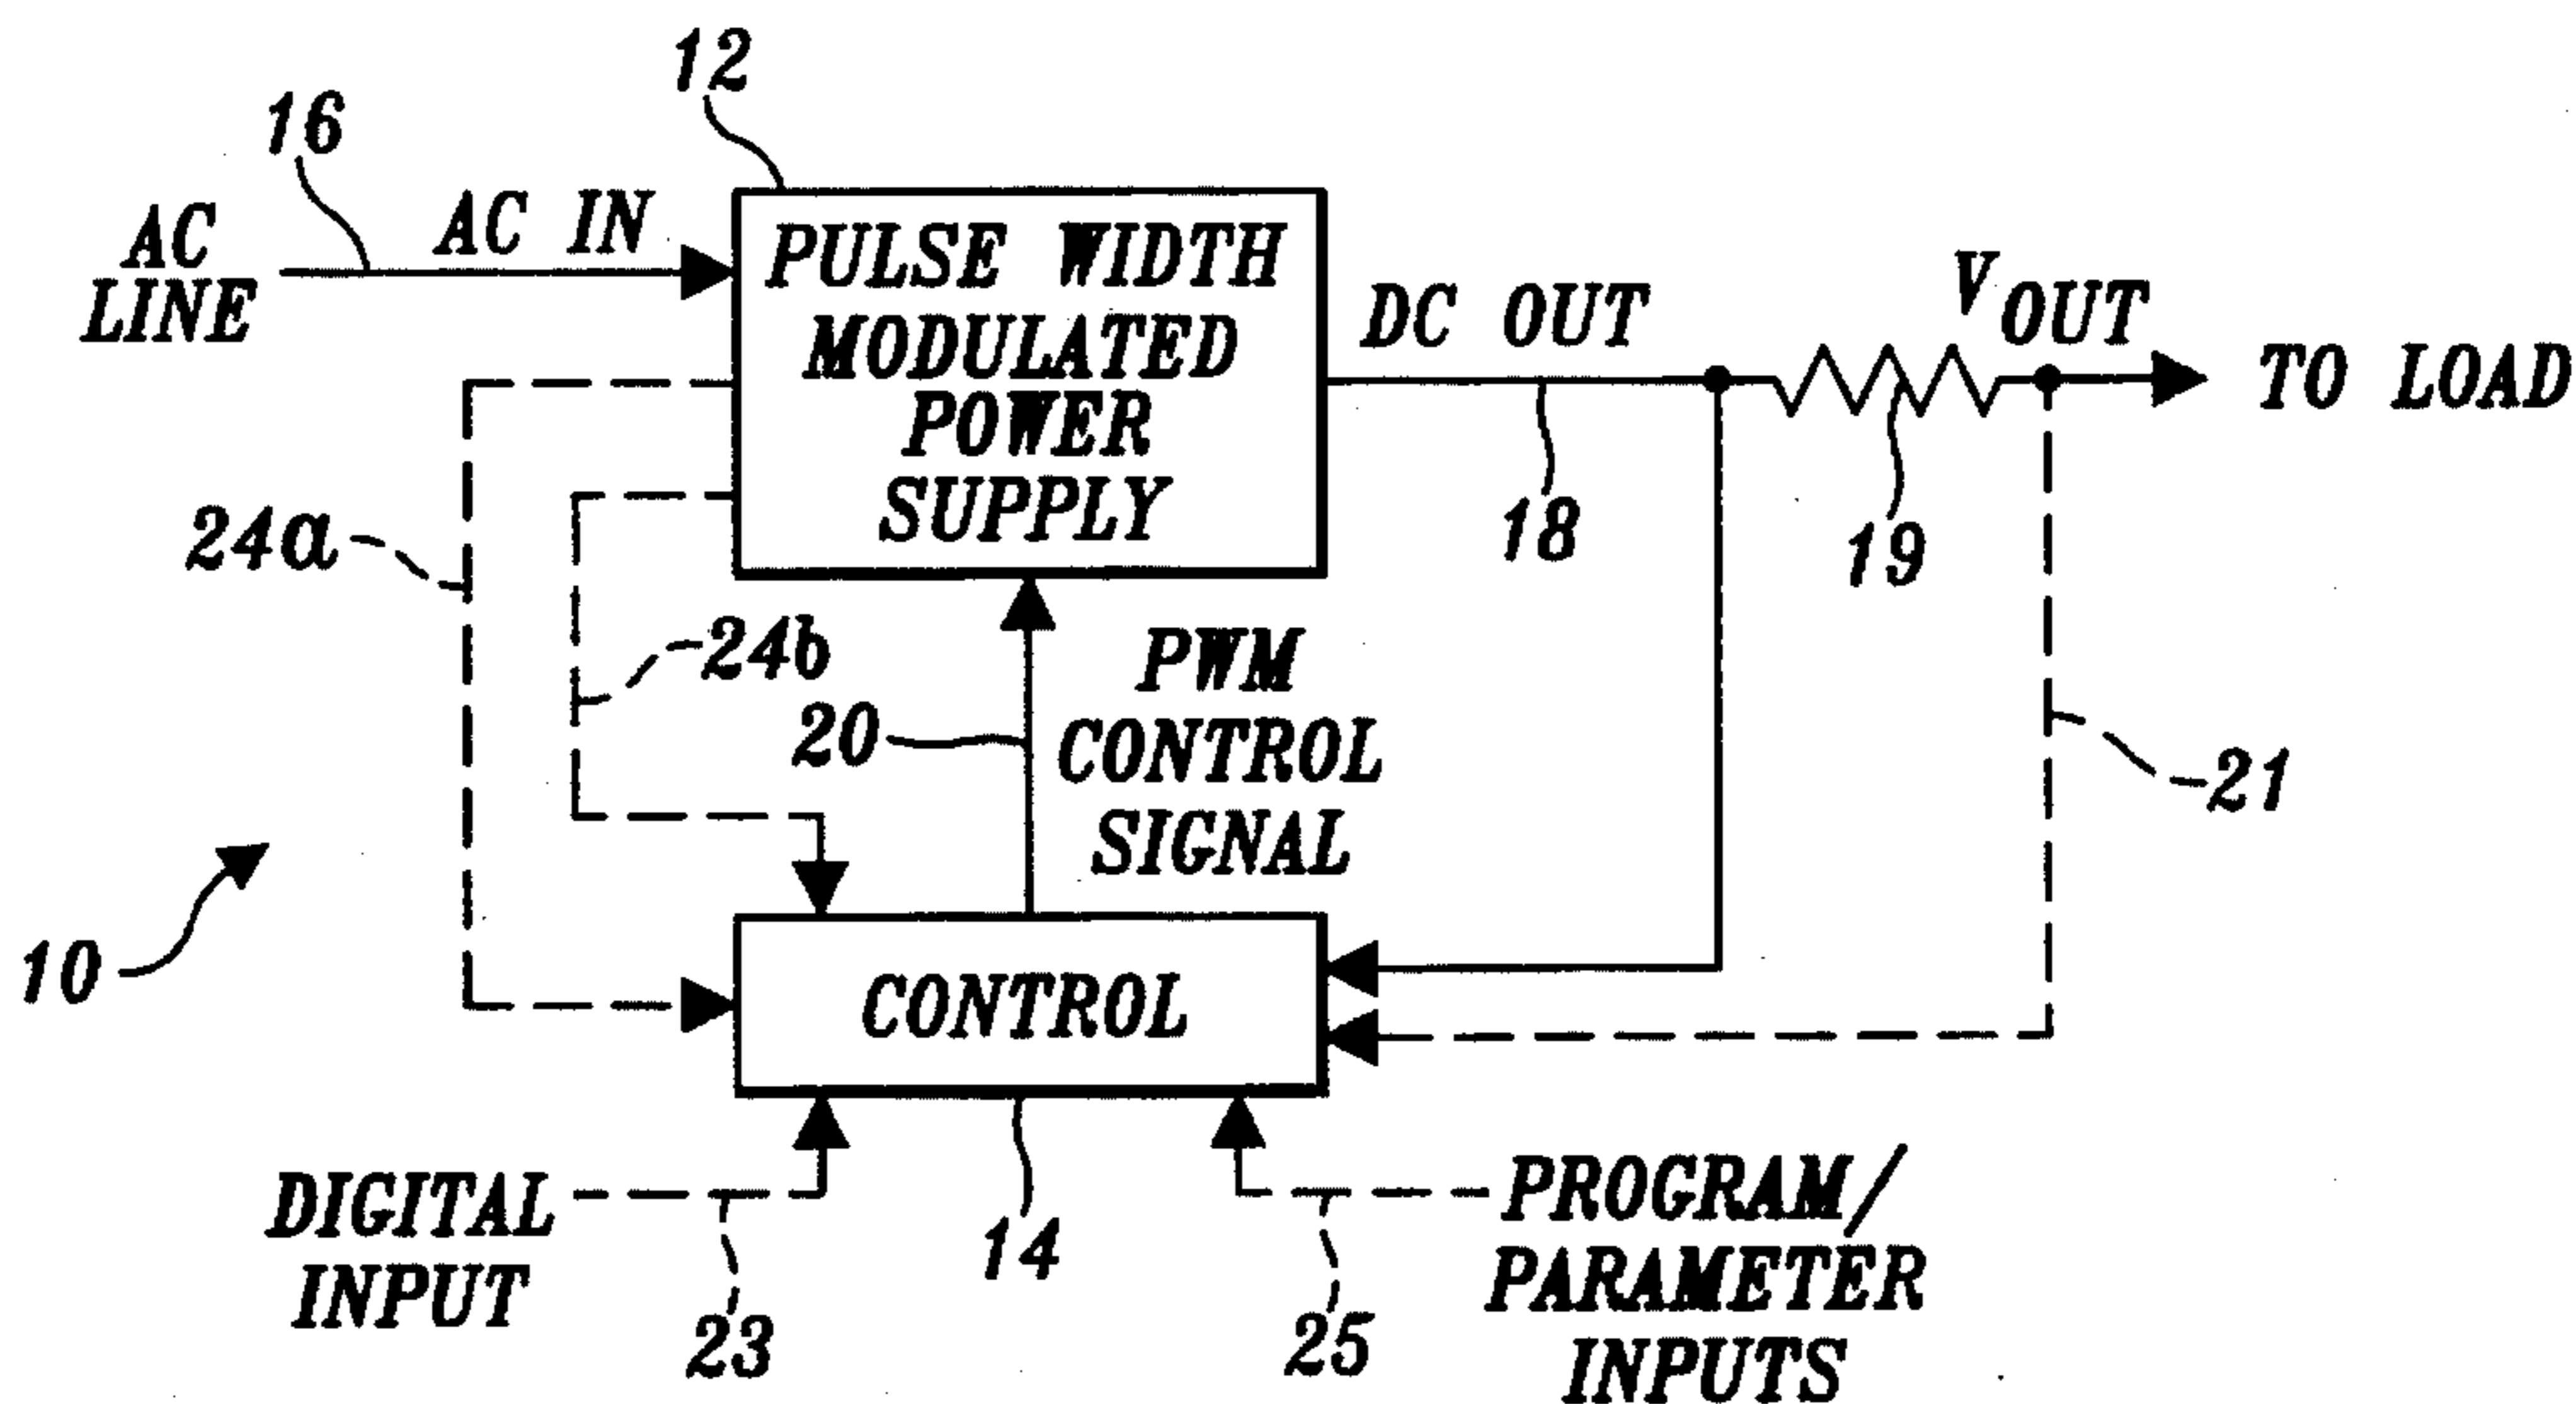 12
16
AC
LINE
AC IN
PULSE WIDTH
MODULATED
POWER
SUPPLY
DC OUT
VOUT
TO LOAD
18
19
24a
24b
20
PWM
CONTROL
SIGNAL
21
10
CONTROL
DIGITAL
INPUT
23
14
25
PROGRAM/
PARAMETER
INPUTS